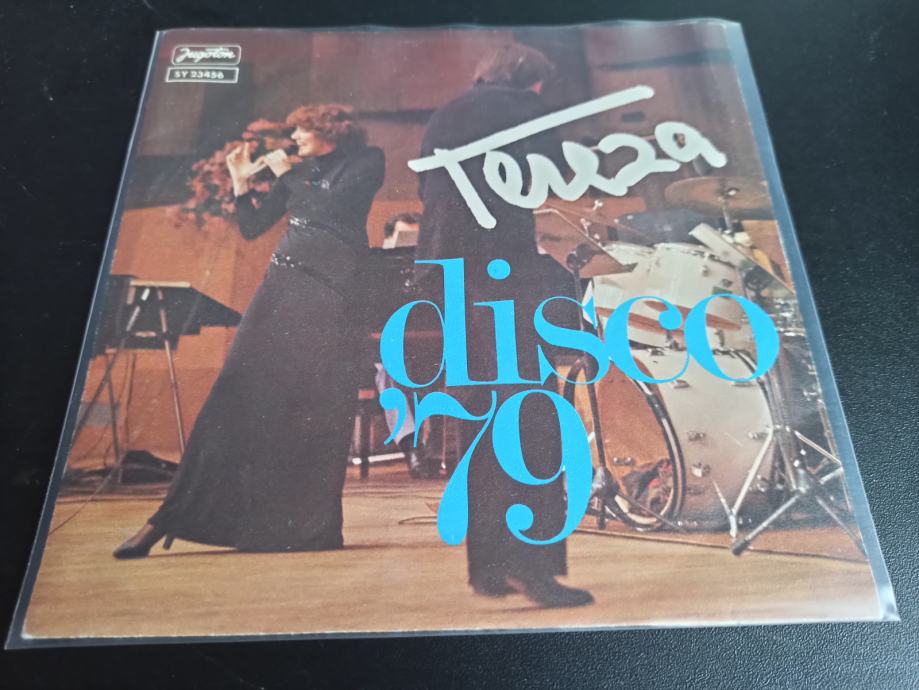 Jugoton
SY 23456
Tereza
disco
'79